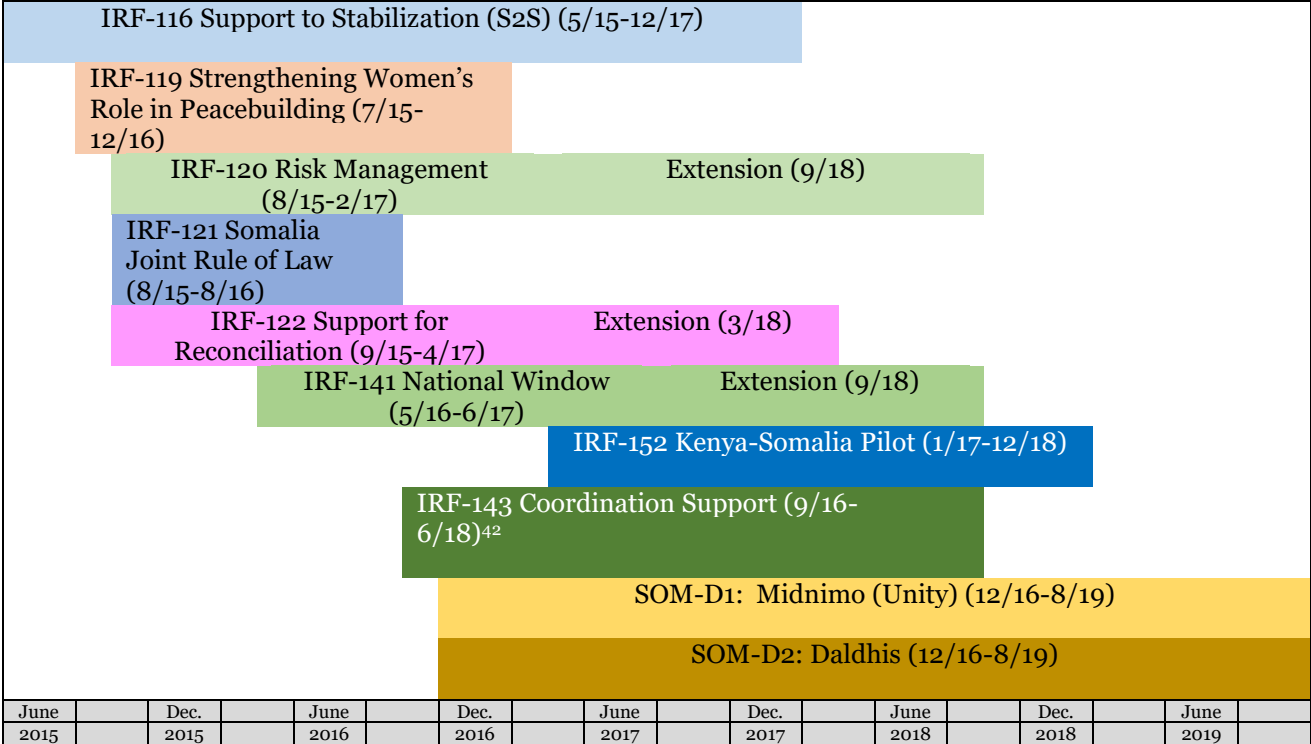 IRF-116 Support to Stabilization (S2S) (5/15-12/17)
IRF-119 Strengthening Women’s
Role in Peacebuilding (7/15-
12/16)
IRF-120 Risk Management
(8/15-2/17)
Extension (9/18)
IRF-121 Somalia
Joint Rule of Law
(8/15-8/16)
IRF-122 Support for
Reconciliation (9/15-4/17)
Extension (3/18)
IRF-141 National Window
(5/16-6/17)
Extension (9/18)
IRF-152 Kenya-Somalia Pilot (1/17-12/18)
IRF-143 Coordination Support (9/16-
6/18)42
SOM-D1: Midnimo (Unity) (12/16-8/19)
SOM-D2: Daldhis (12/16-8/19)
June Dec. June Dec. June Dec. June Dec. June
2015 2015 2016 2016 2017 2017 2018 2018 2019